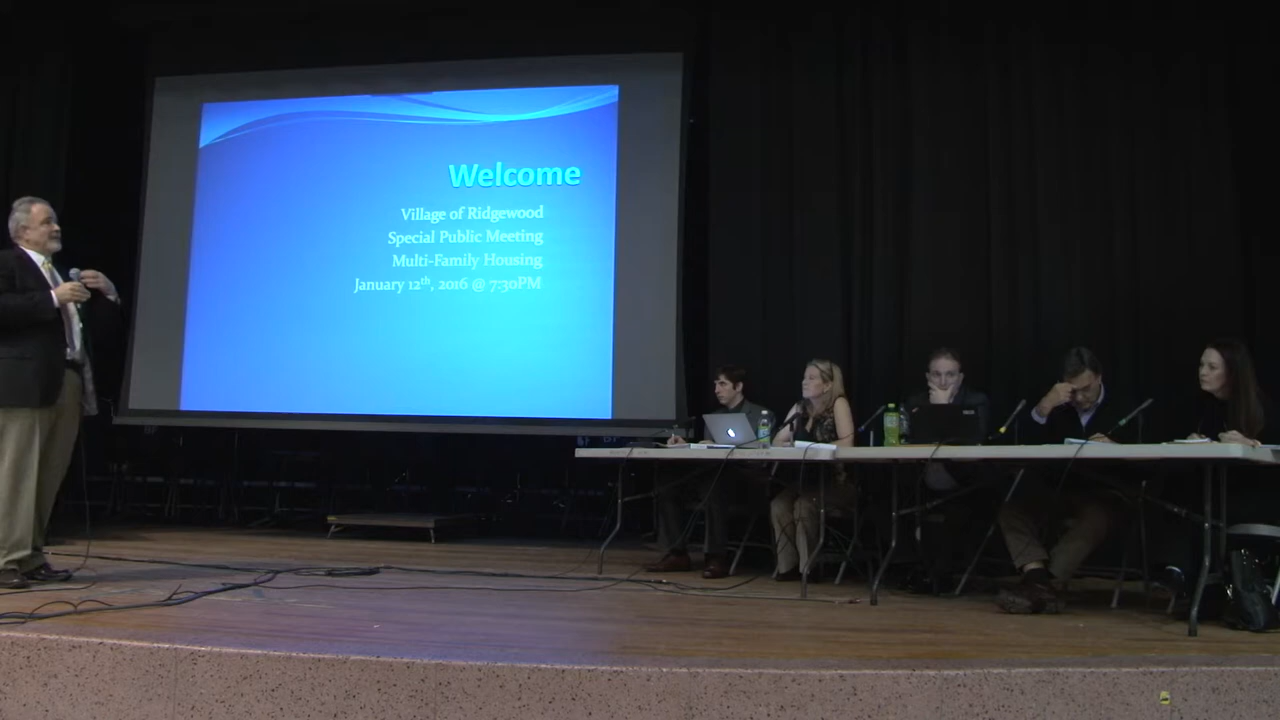 Welcome
Village of Ridgewood
Special Public Meeting
Multi-Family Housing
January 12th, 2016 @ 7:30PM